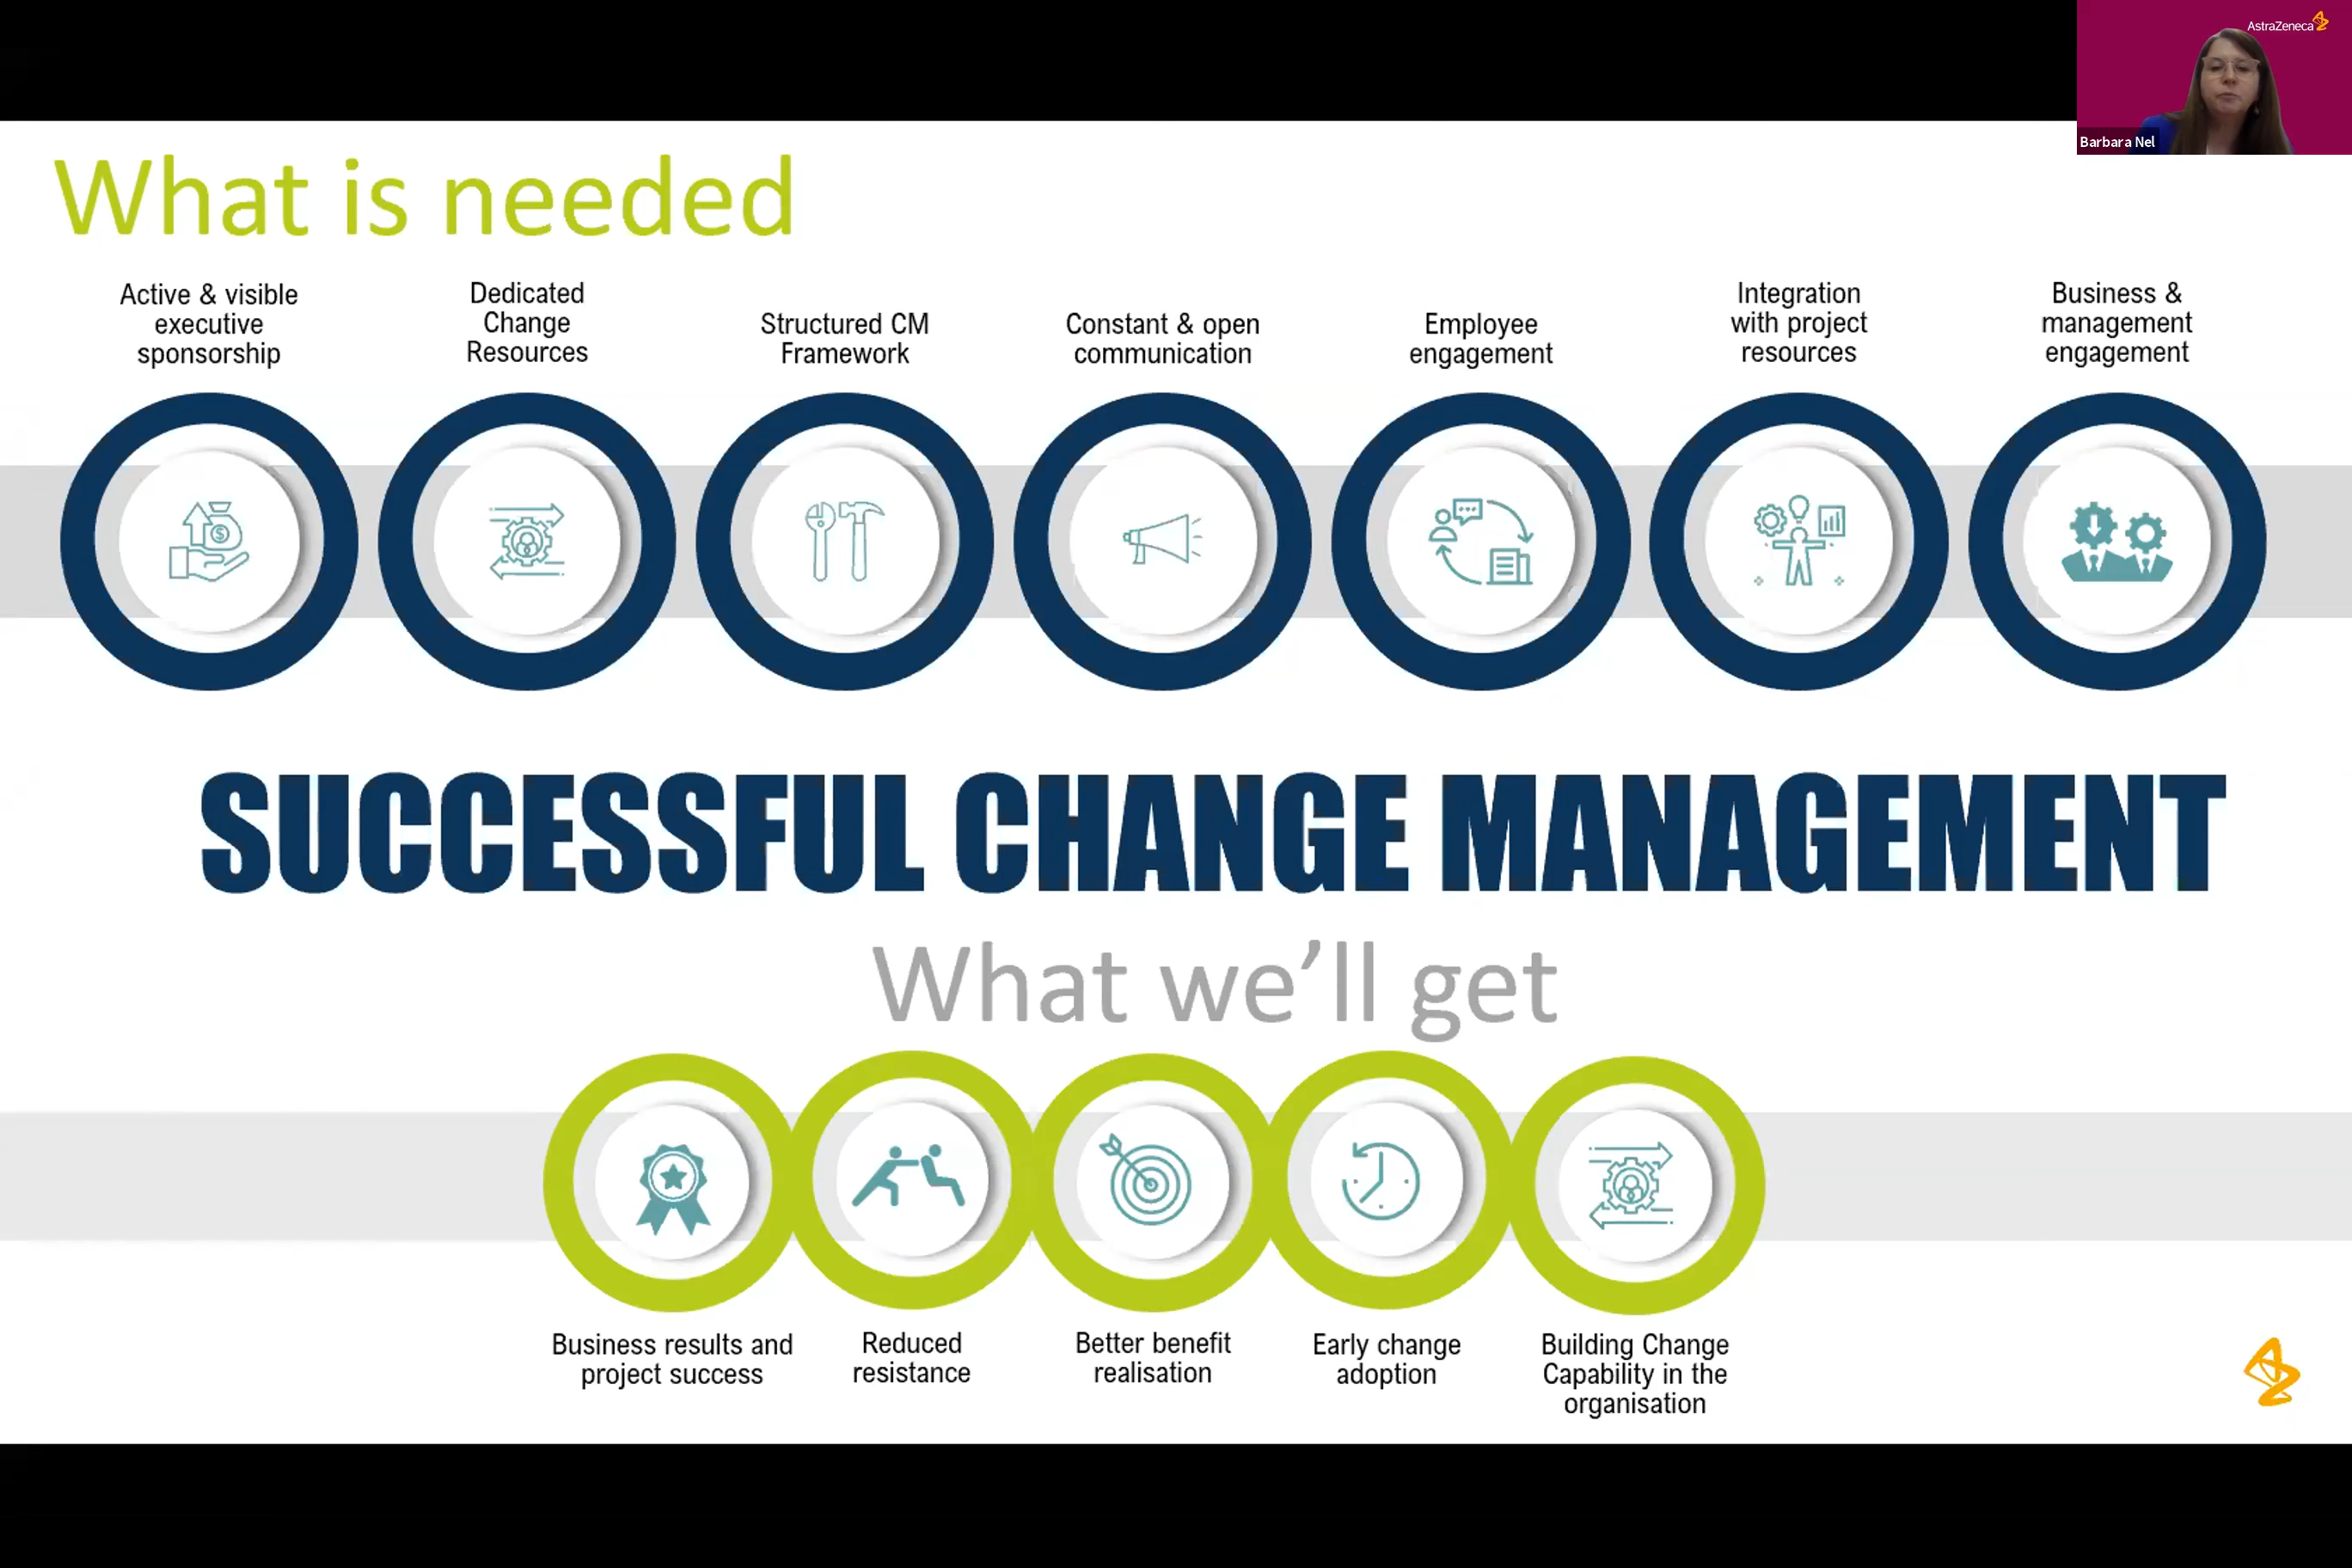 AstraZeneca
Barbara Nel
What is needed
Active & visible
executive
sponsorship
Dedicated
Change
Resources
Structured CM
Framework
Constant & open
communication
Employee
engagement
Integration
with project
resources
Business &
management
engagement
SUCCESSFUL CHANGE MANAGEMENT
What we’ll get
Business results and
project success
Reduced
resistance
Better benefit
realisation
Early change
adoption
Building Change
Capability in the
organisation